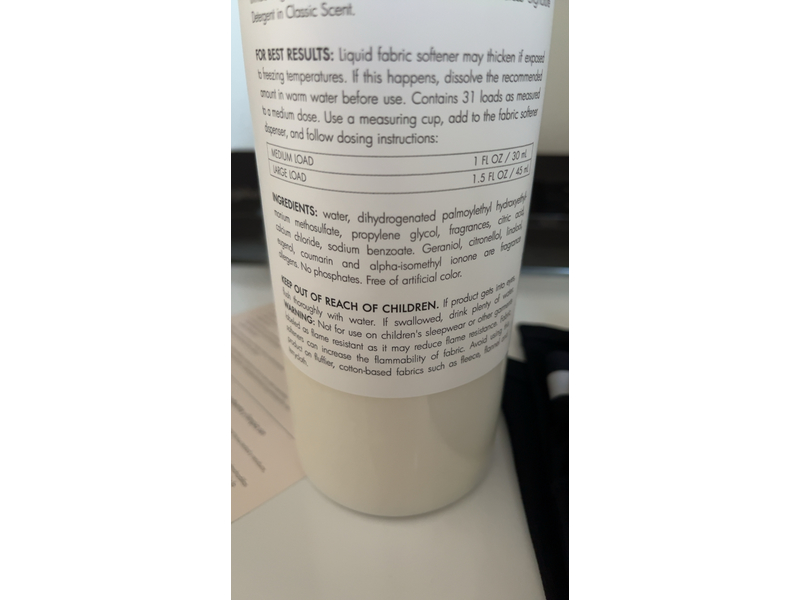 Detergent in Classic Scent.
FOR BEST RESULTS: Liquid fabric softener may thicken if exposed
to freezing temperatures. If this happens, dissolve the recommended
amount in warm water before use. Contains 31 loads as measured
to a medium dose. Use a measuring cup, add to the fabric softener
dispenser, and follow dosing instructions:
MEDIUM LOAD 1 FL OZ / 30 mL
LARGE LOAD 1.5 FL OZ / 45 mL
INGREDIENTS: water, dihydrogenated palmoylethyl hydroxyethyl
monium methosulfate, propylene glycol, fragrances, citric acid,
calcium chloride, sodium benzoate. Geraniol, citronellol, linalool,
eugenol, coumarin and alpha-isomethyl ionone are fragrance
allergens. No phosphates. Free of artificial color.
KEEP OUT OF REACH OF CHILDREN. If product gets into eyes,
flush thoroughly with water. If swallowed, drink plenty of water.
WARNING: Not for use on children's sleepwear or other garments
labeled as flame resistant as it may reduce flame resistance. Fabric
softeners can increase the flammability of fabric. Avoid using this
product on fluffier, cotton-based fabrics such as fleece, flannel and
terrycloth.